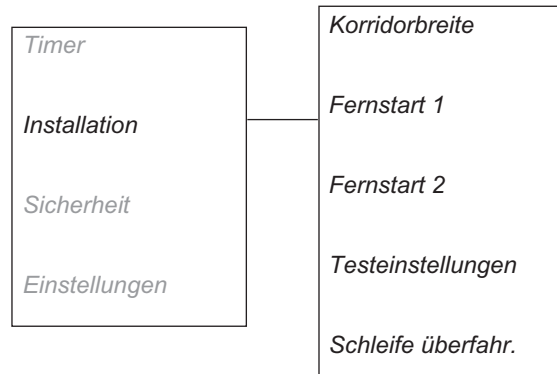 Timer
Installation
Sicherheit
Einstellungen
Korridorbreite
Fernstart 1
Fernstart 2
Testeinstellungen
Schleife überfahr.